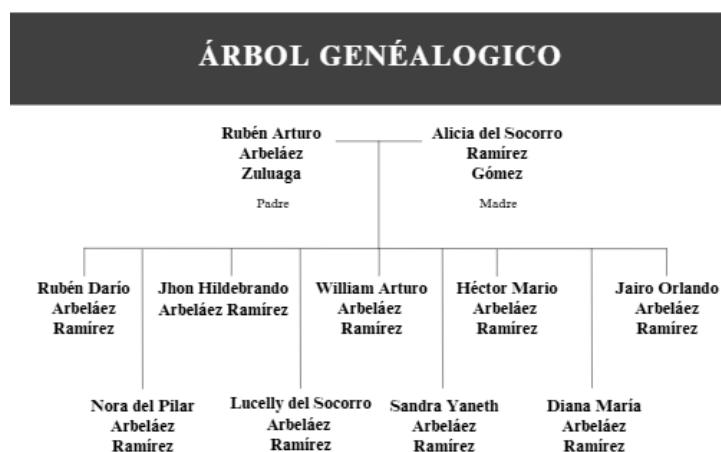 ÁRBOL GENÉALOGICO
Rubén Arturo
Arbeláez
Zuluaga
Padre
Alicia del Socorro
Ramírez
Gómez
Madre
Rubén Darío
Arbeláez
Ramírez
Jhon Hildebrando
Arbeláez Ramírez
William Arturo
Arbeláez
Ramírez
Héctor Mario
Arbeláez
Ramírez
Jairo Orlando
Arbeláez
Ramírez
Nora del Pilar
Arbeláez
Ramírez
Lucelly del Socorro
Arbeláez
Ramírez
Sandra Yaneth
Arbeláez
Ramírez
Diana María
Arbeláez
Ramírez